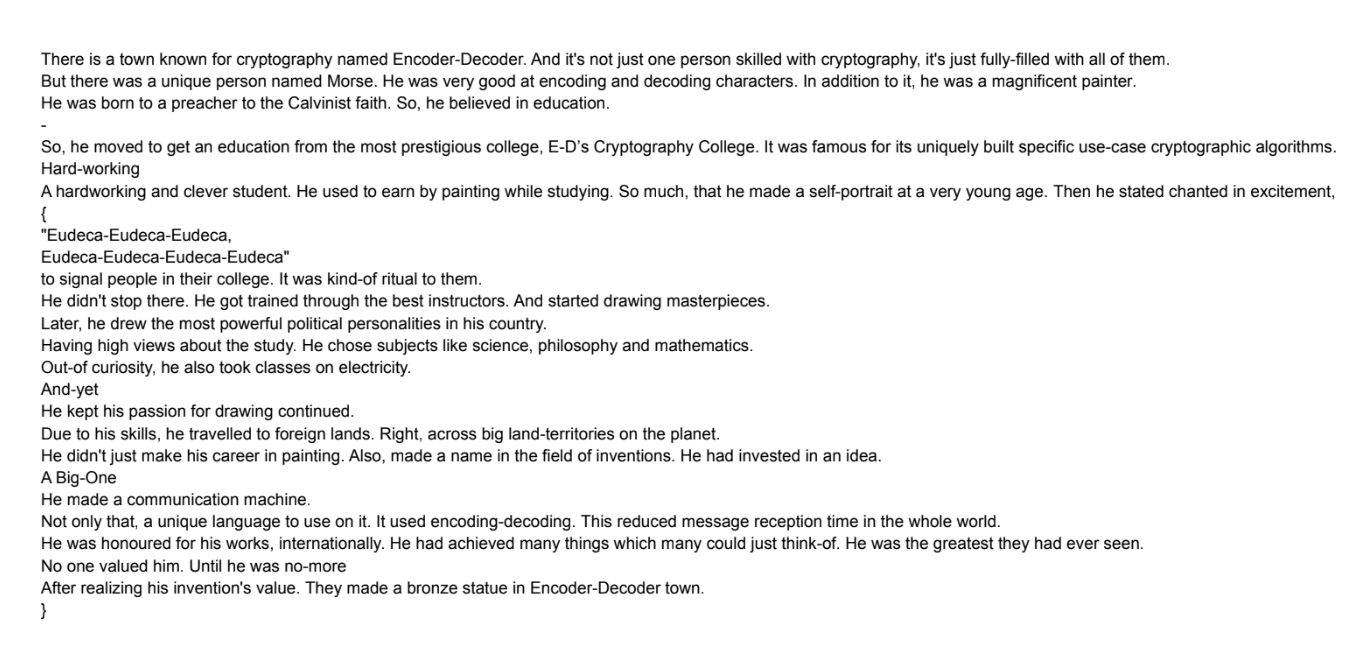 There is a town known for cryptography named Encoder-Decoder. And it's not just one person skilled with cryptography, it's just fully-filled with all of them.
But there was a unique person named Morse. He was very good at encoding and decoding characters. In addition to it, he was a magnificent painter.
He was born to a preacher to the Calvinist faith. So, he believed in education.
-
So, he moved to get an education from the most prestigious college, E-D’s Cryptography College. It was famous for its uniquely built specific use-case cryptographic algorithms.
Hard-working
A hardworking and clever student. He used to earn by painting while studying. So much, that he made a self-portrait at a very young age. Then he stated chanted in excitement,
{
"Eudeca-Eudeca-Eudeca,
Eudeca-Eudeca-Eudeca-Eudeca"
to signal people in their college. It was kind-of ritual to them.
He didn't stop there. He got trained through the best instructors. And started drawing masterpieces.
Later, he drew the most powerful political personalities in his country.
Having high views about the study. He chose subjects like science, philosophy and mathematics.
Out-of curiosity, he also took classes on electricity.
And-yet
He kept his passion for drawing continued.
Due to his skills, he travelled to foreign lands. Right, across big land-territories on the planet.
He didn't just make his career in painting. Also, made a name in the field of inventions. He had invested in an idea.
A Big-One
He made a communication machine.
Not only that, a unique language to use on it. It used encoding-decoding. This reduced message reception time in the whole world.
He was honoured for his works, internationally. He had achieved many things which many could just think-of. He was the greatest they had ever seen.
No one valued him. Until he was no-more
After realizing his invention's value. They made a bronze statue in Encoder-Decoder town.
}